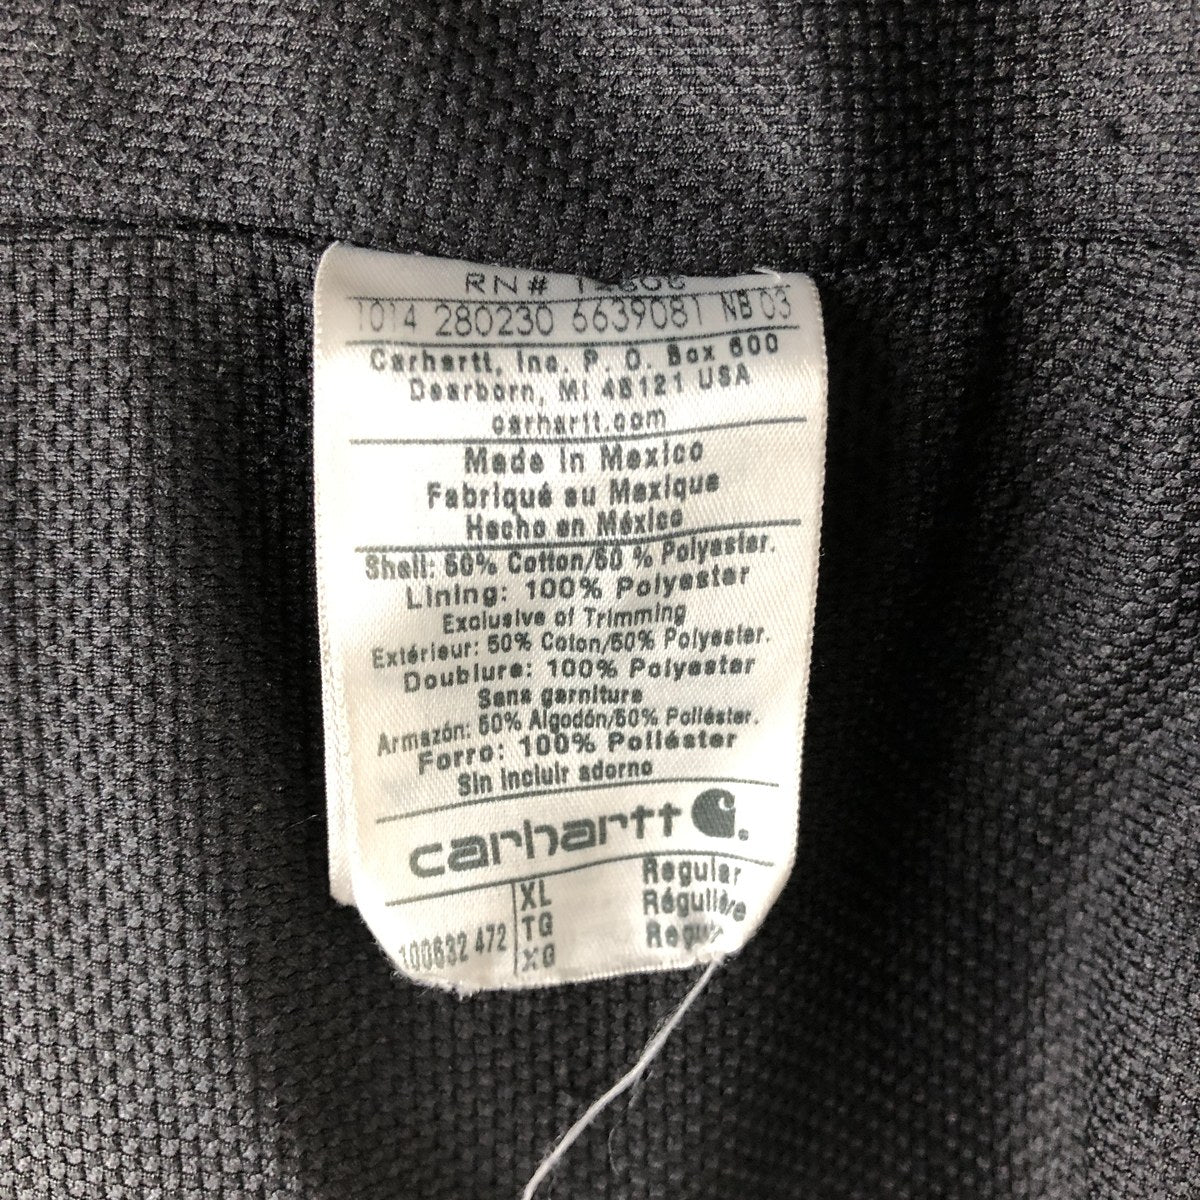 RN#
1014 280230 6639081 NB 03
Carhartt, Inc. P. O. Box 600
Dearborn, MI 48121 USA
carhartt.com
Made in Mexico
Fabriqué au Mexique
Hecho en México
Shell: 50% Cotton/50 % Polyester.
Lining: 100% Polyester
Exclusive of Trimming
Extérieur: 50% Coton/50% Polyester.
Doublure: 100% Polyester
Sans garniture
Armazón: 50% Algodón/50% Poliéster.
Forro: 100% Poliéster
Sin incluir adorno
carhartt
XL Regular
TG Régulière
100632 472
XG